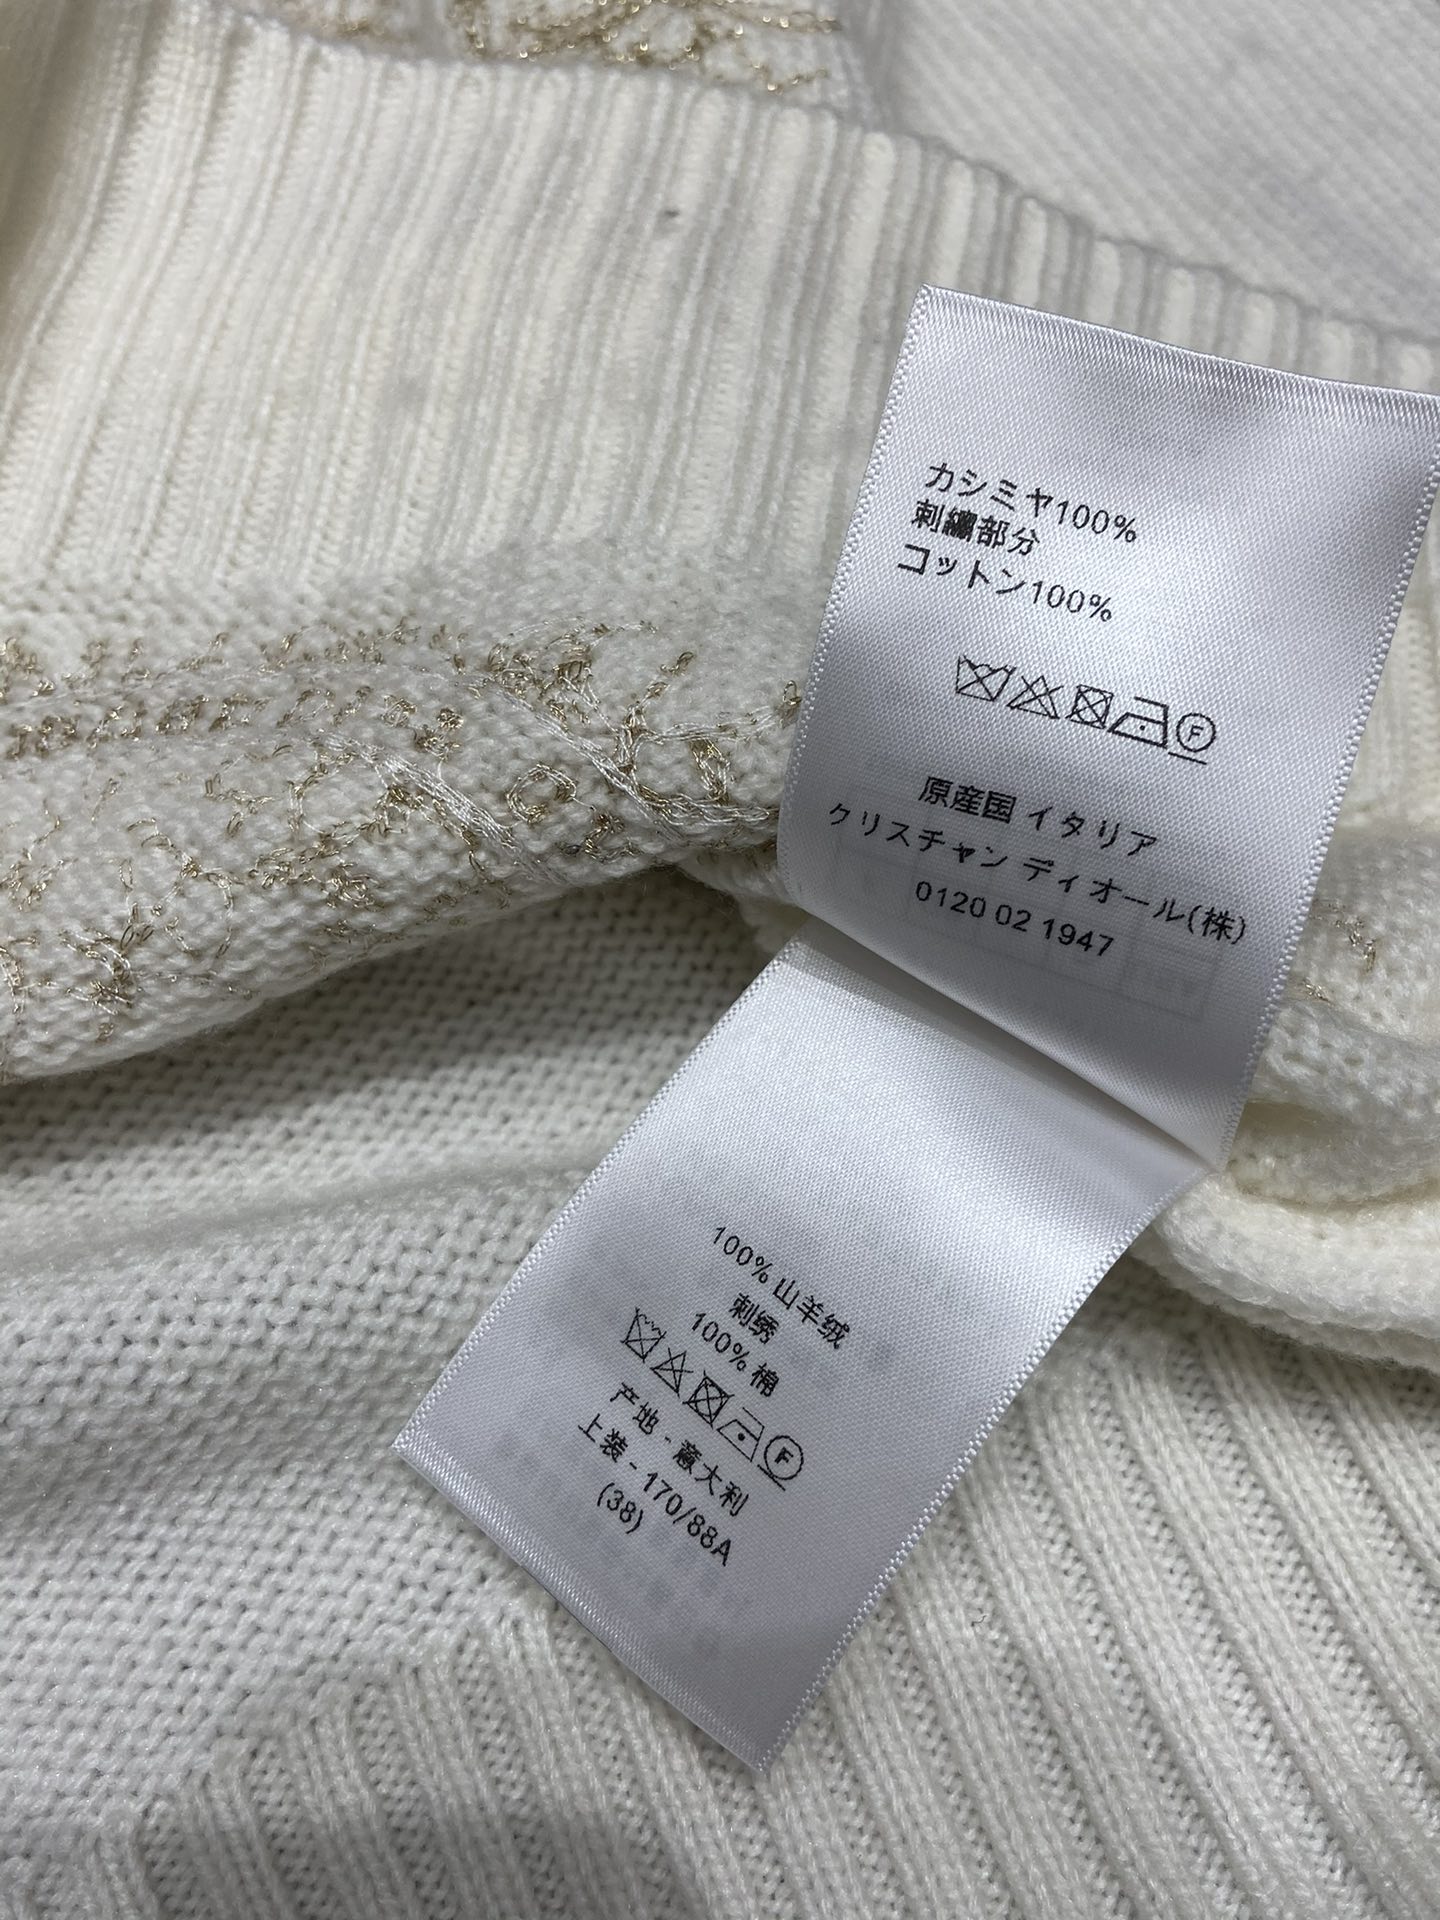 カシミヤ100%
刺繍部分
コットン100%
F
原産国 イタリア
クリスチャン ディオール(株)
0120 02 1947
100% 山羊绒
刺绣
100% 棉
F
产地 - 意大利
上装 - 170/88A
(38)